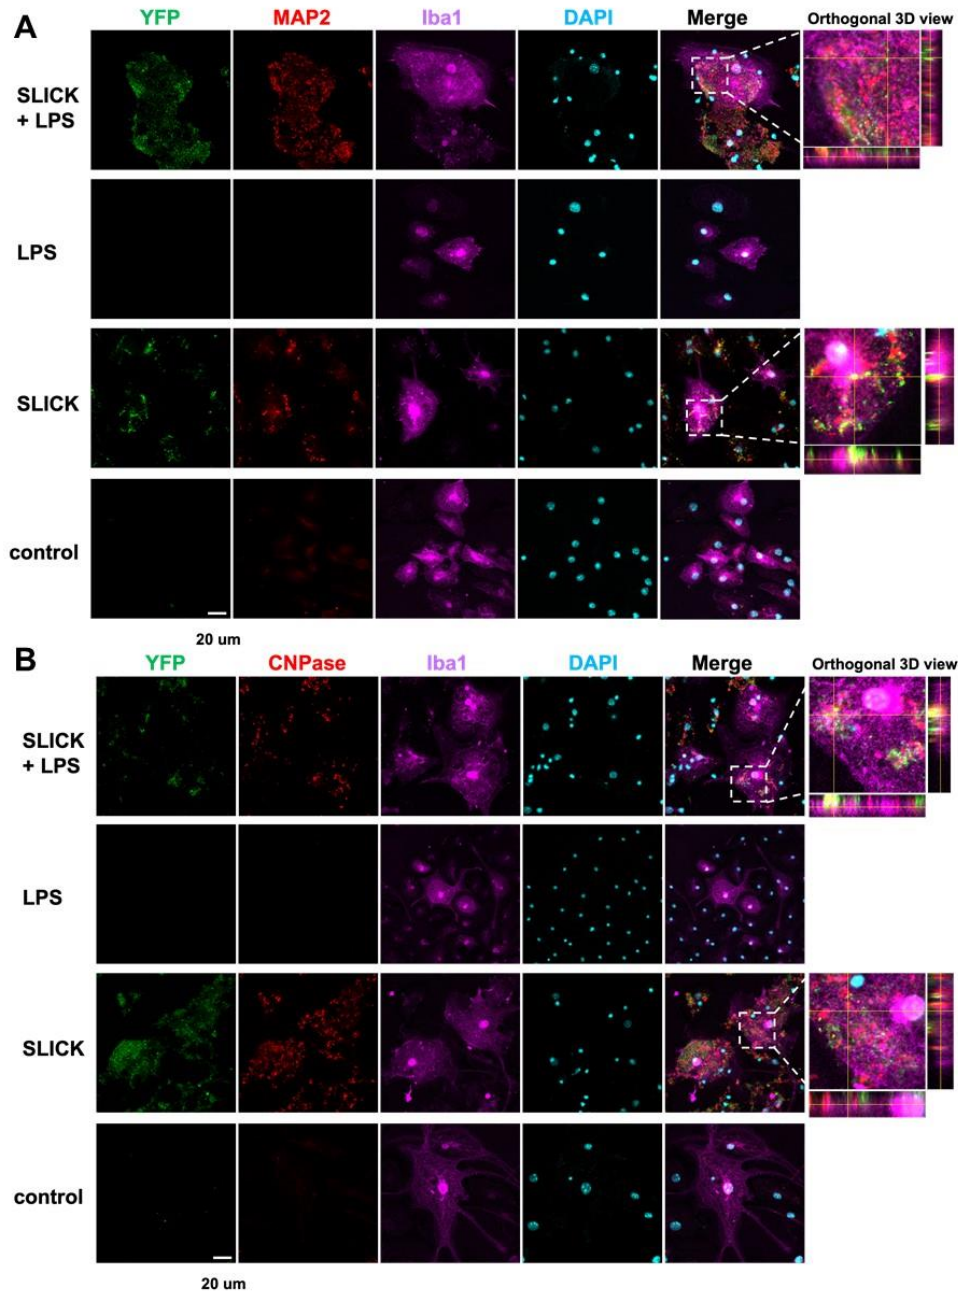 A
YFP MAP2 Iba1 DAPI Merge Orthogonal 3D view
SLICK
+ LPS
LPS
SLICK
control
20 um
B
YFP CNPase Iba1 DAPI Merge Orthogonal 3D view
SLICK
+ LPS
LPS
SLICK
control
20 um